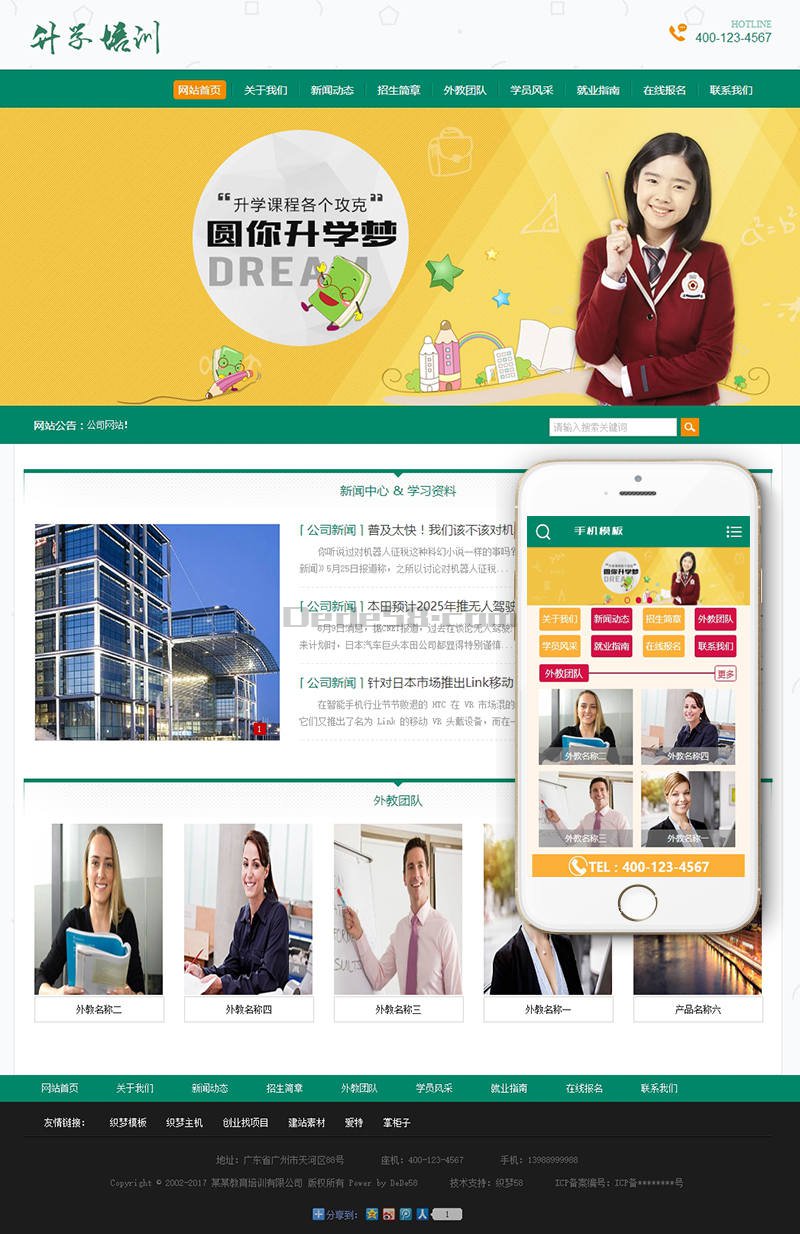 升学培训
HOTLINE
400-123-4567
网站首页 关于我们 新闻动态 招生简章 外教团队 学员风采 就业指南 在线报名 联系我们
“升学课程各个攻克”
圆你升学梦
DREAM
a²=b²
网站公告：公司网站！
请输入搜索关键词
新闻中心 & 学习资料
[ 公司新闻 ] 普及太快！我们该不该对机
你听说过对机器人征税这种科幻小说一样的事吗?
新闻》5月25日报道称，之所以讨论对机器人征税...
[ 公司新闻 ] 本田预计2025年推无人驾驶
6月9日消息，据CNET报道，过去在谈论无人驾驶
来计划时，日本汽车巨头本田公司都显得特别谨慎...
Dede58.com
[ 公司新闻 ] 针对日本市场推出Link移动
在智能手机行业节节败退的 HTC 在 VR 市场混的
它们又推出了名为 Link 的移动 VR 头戴设备，而在一
1
手机模板
圆你升学梦
DREAM
关于我们 新闻动态 招生简章 外教团队
学员风采 就业指南 在线报名 联系我们
外教团队 更多
外教名称二 外教名称四
外教名称三 外教名称一
TEL：400-123-4567
外教团队
外教名称二 外教名称四 外教名称三 外教名称一 产品名称六
网站首页 关于我们 新闻动态 招生简章 外教团队 学员风采 就业指南 在线报名 联系我们
友情链接： 织梦模板 织梦主机 创业找项目 建站素材 爱特 掌柜子
地址：广东省广州市天河区88号 座机：400-123-4567 手机：13988999988
Copyright © 2002-2017 某某教育培训有限公司 版权所有 Power by DeDe58 技术支持：织梦58 ICP备案编号：ICP备********号
分享到： 1